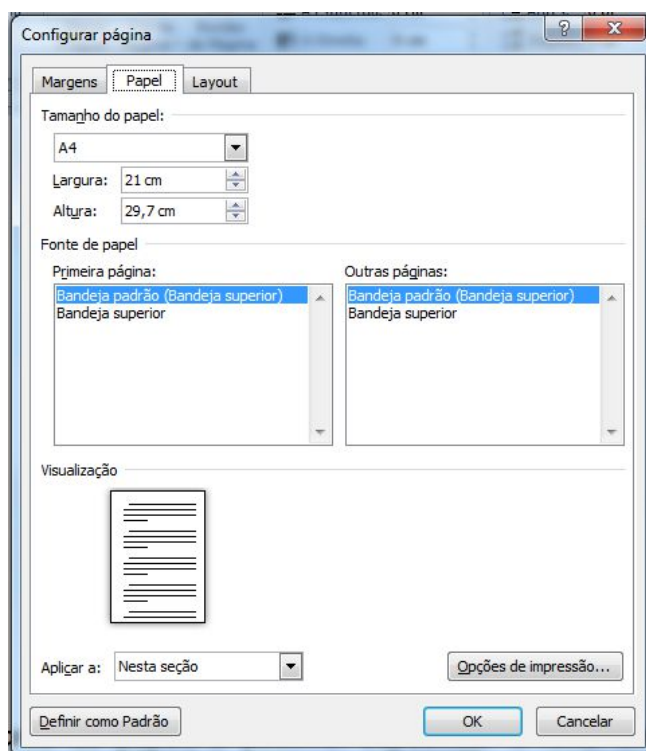 Configurar página
Margens Papel Layout
Tamanho do papel:
A4
Largura: 21 cm
Altura: 29,7 cm
Fonte de papel
Primeira página: Outras páginas:
Bandeja padrão (Bandeja superior) Bandeja padrão (Bandeja superior)
Bandeja superior Bandeja superior
Visualização
Aplicar a: Nesta seção Opções de impressão...
Definir como Padrão OK Cancelar